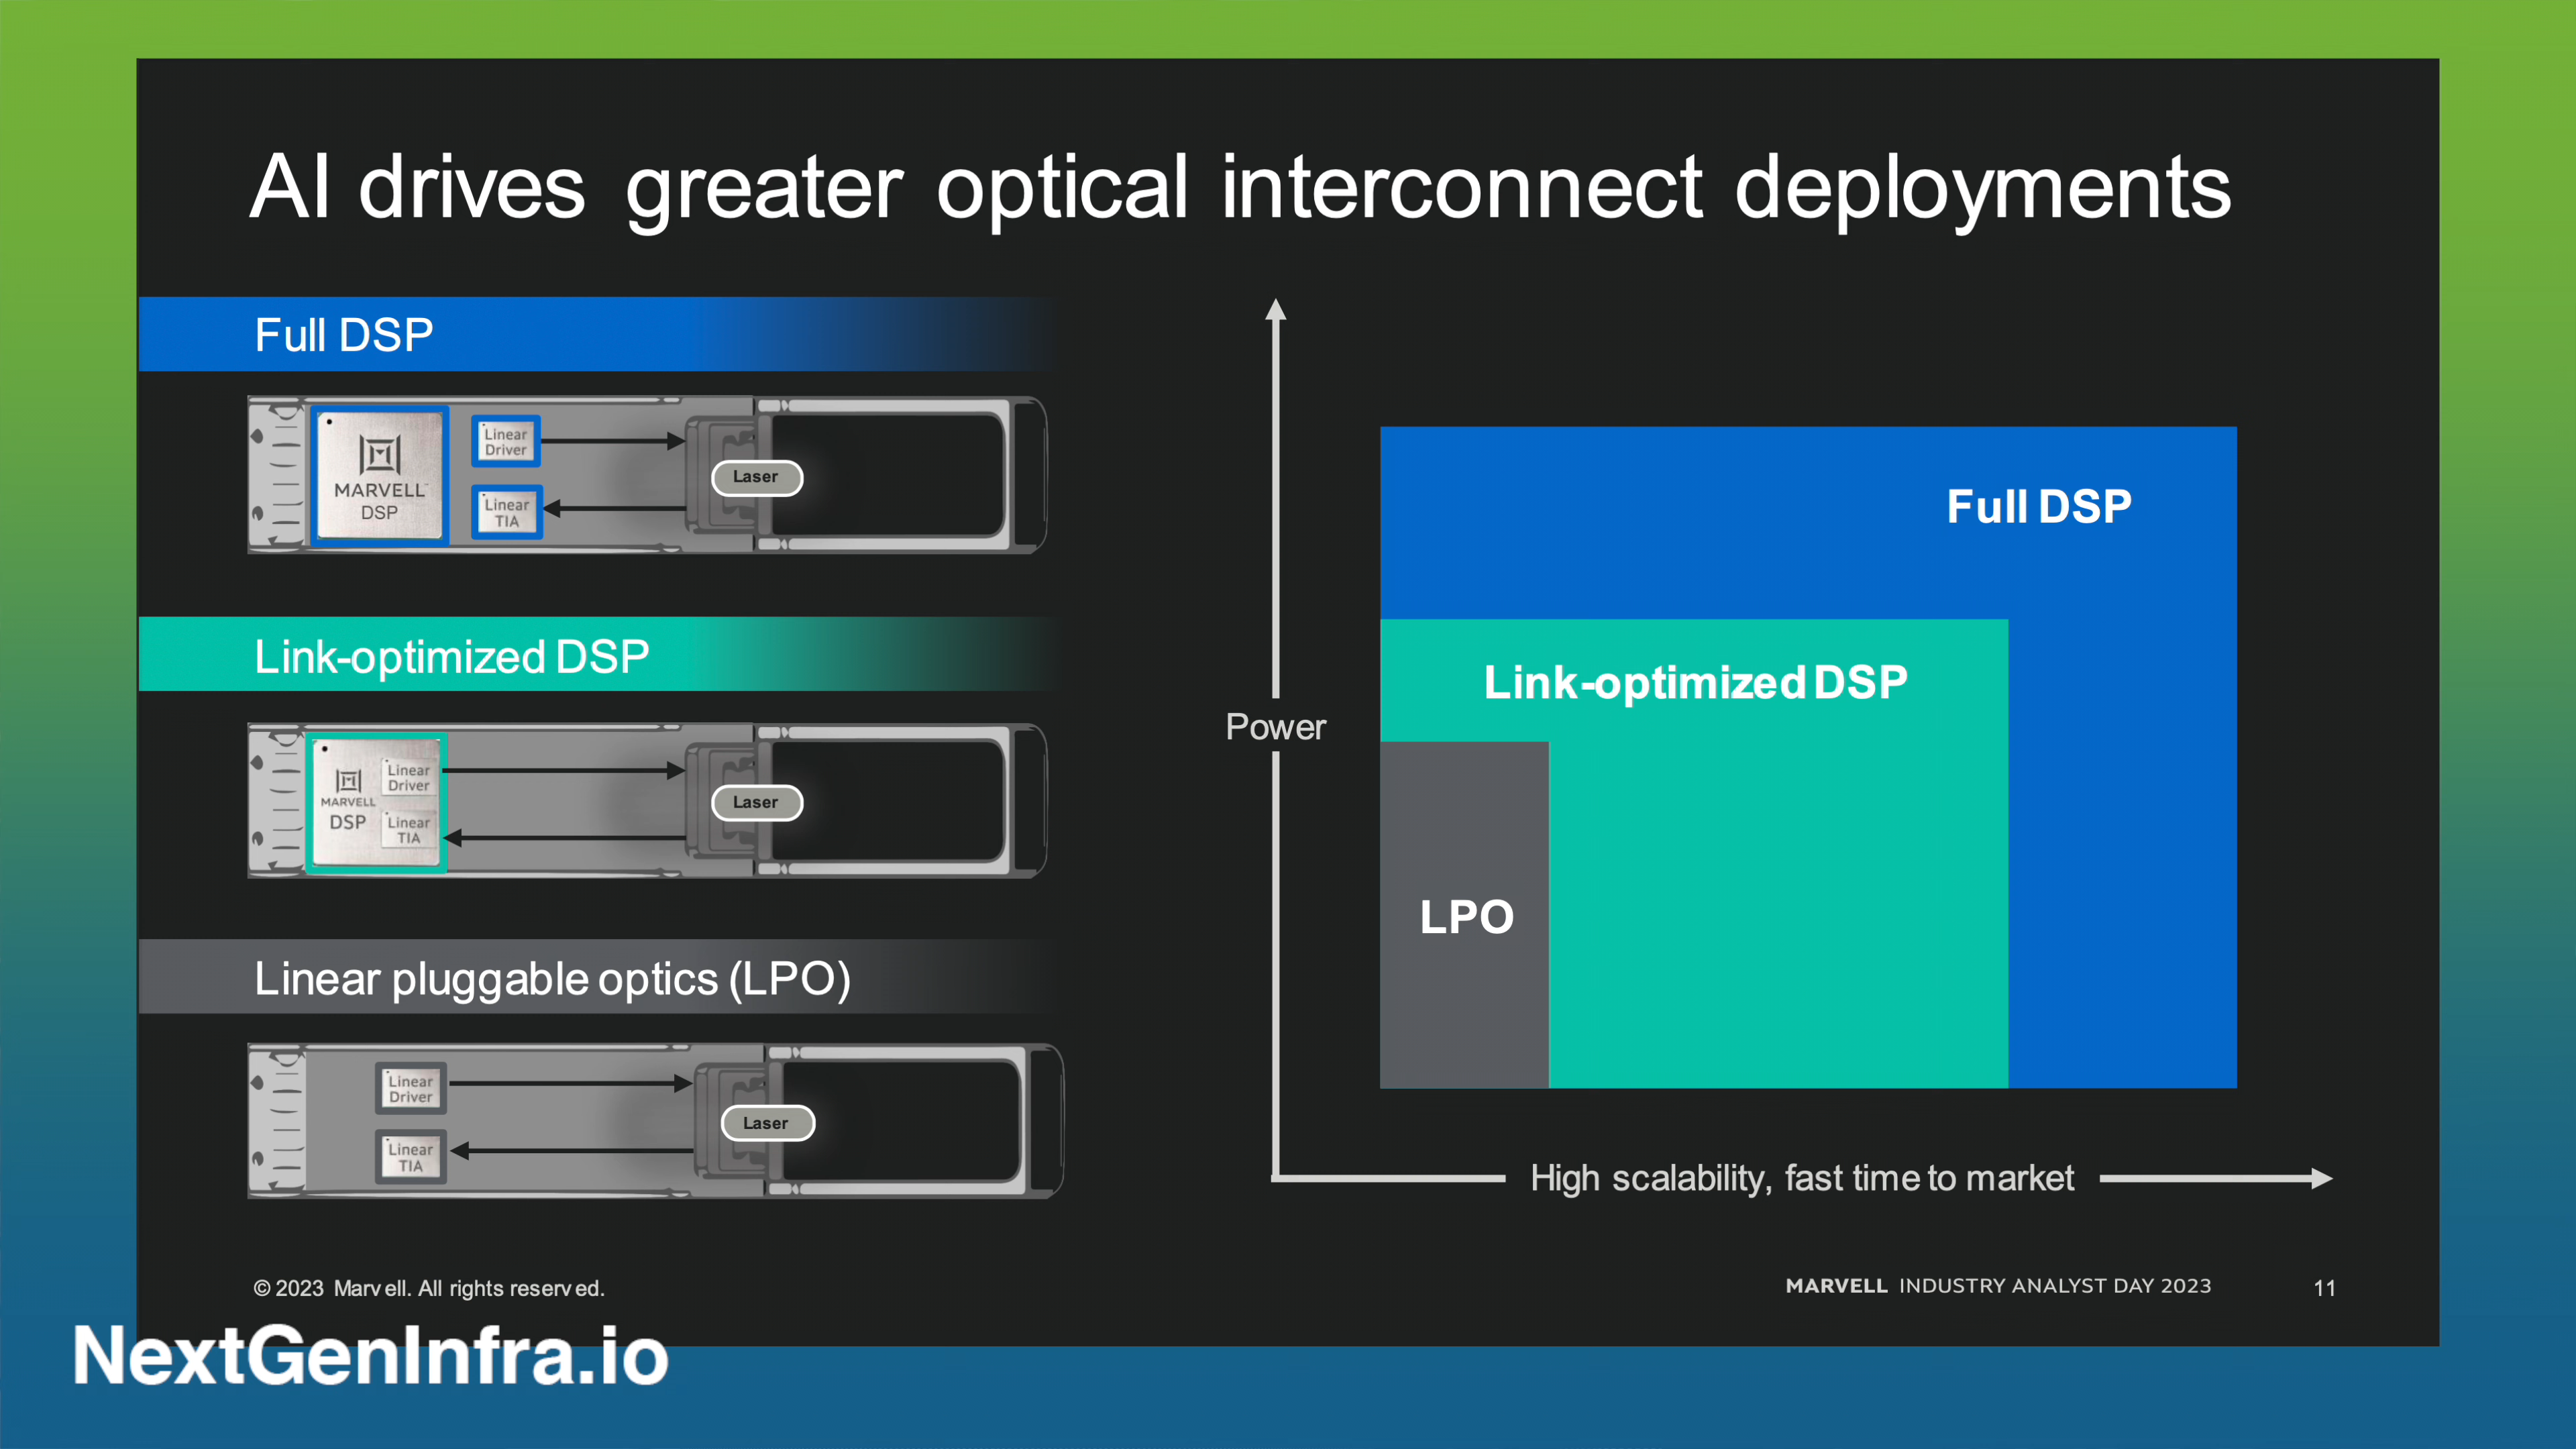 AI drives greater optical interconnect deployments
Full DSP
MARVELL
DSP
Linear
Driver
Linear
TIA
Laser
Link-optimized DSP
MARVELL
DSP
Linear
Driver
Linear
TIA
Laser
Linear pluggable optics (LPO)
Linear
Driver
Linear
TIA
Laser
Power
Full DSP
Link-optimized DSP
LPO
High scalability, fast time to market
© 2023 Marvell. All rights reserved.
MARVELL INDUSTRY ANALYST DAY 2023
11
NextGenInfra.io